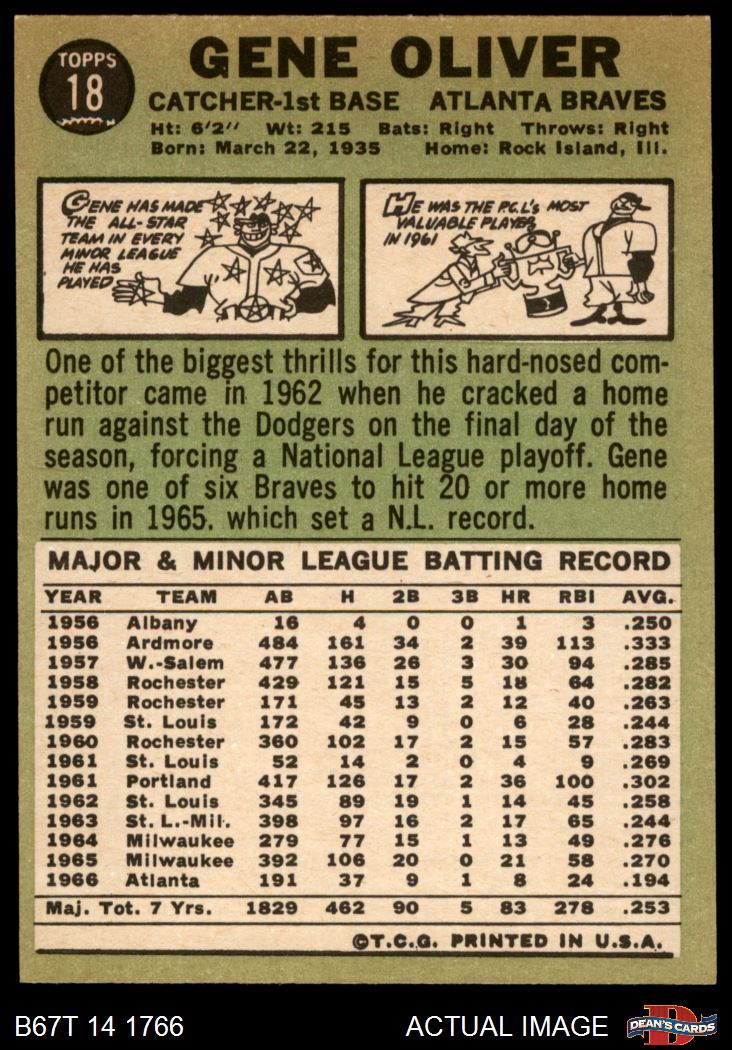 TOPPS
18
GENE OLIVER
CATCHER-1st BASE ATLANTA BRAVES
Ht: 6'2" Wt: 215 Bats: Right Throws: Right
Born: March 22, 1935 Home: Rock Island, Ill.
GENE HAS MADE
THE ALL-STAR
TEAM IN EVERY
MINOR LEAGUE
HE HAS
PLAYED
HE WAS THE P.C.L'S MOST
VALUABLE PLAYER
IN 1961
One of the biggest thrills for this hard-nosed com-
petitor came in 1962 when he cracked a home
run against the Dodgers on the final day of the
season, forcing a National League playoff. Gene
was one of six Braves to hit 20 or more home
runs in 1965. which set a N.L. record.
MAJOR & MINOR LEAGUE BATTING RECORD
YEAR TEAM AB H 2B 3B HR RBI AVG.
1956 Albany 16 4 0 0 1 3 .250
1956 Ardmore 484 161 34 2 39 113 .333
1957 W.-Salem 477 136 26 3 30 94 .285
1958 Rochester 429 121 15 5 18 64 .282
1959 Rochester 171 45 13 2 12 40 .263
1959 St. Louis 172 42 9 0 6 28 .244
1960 Rochester 360 102 17 2 15 57 .283
1961 St. Louis 52 14 2 0 4 9 .269
1961 Portland 417 126 17 2 36 100 .302
1962 St. Louis 345 89 19 1 14 45 .258
1963 St. L.-Mil. 398 97 16 2 17 65 .244
1964 Milwaukee 279 77 15 1 13 49 .276
1965 Milwaukee 392 106 20 0 21 58 .270
1966 Atlanta 191 37 9 1 8 24 .194
Maj. Tot. 7 Yrs. 1829 462 90 5 83 278 .253
©T.C.G. PRINTED IN U.S.A.
B67T 14 1766 ACTUAL IMAGE D DEAN'S CARDS